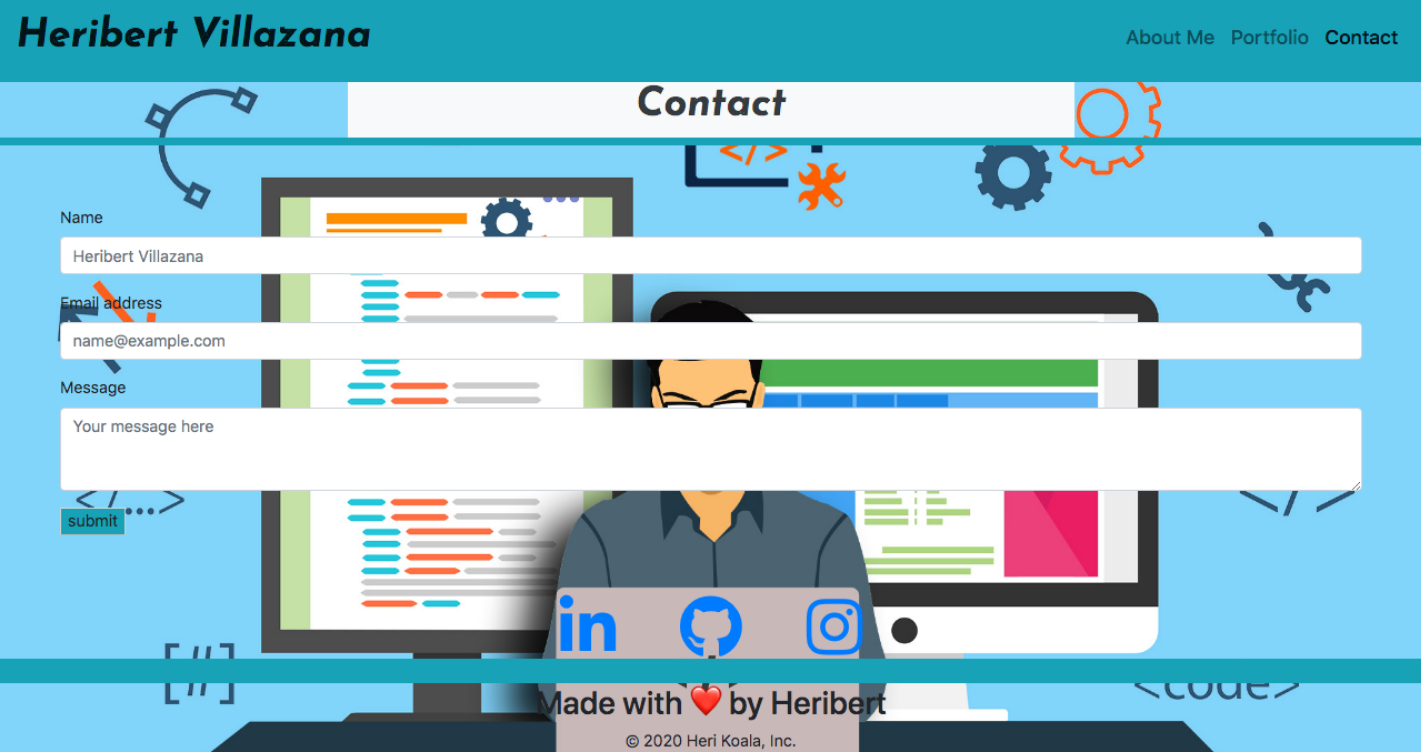 Heribert Villazana
About Me Portfolio Contact
Contact
</>
Name
Heribert Villazana
Email address
name@example.com
Message
Your message here
submit
in
[#]
<code>
Made with ❤️ by Heribert
© 2020 Heri Koala, Inc.